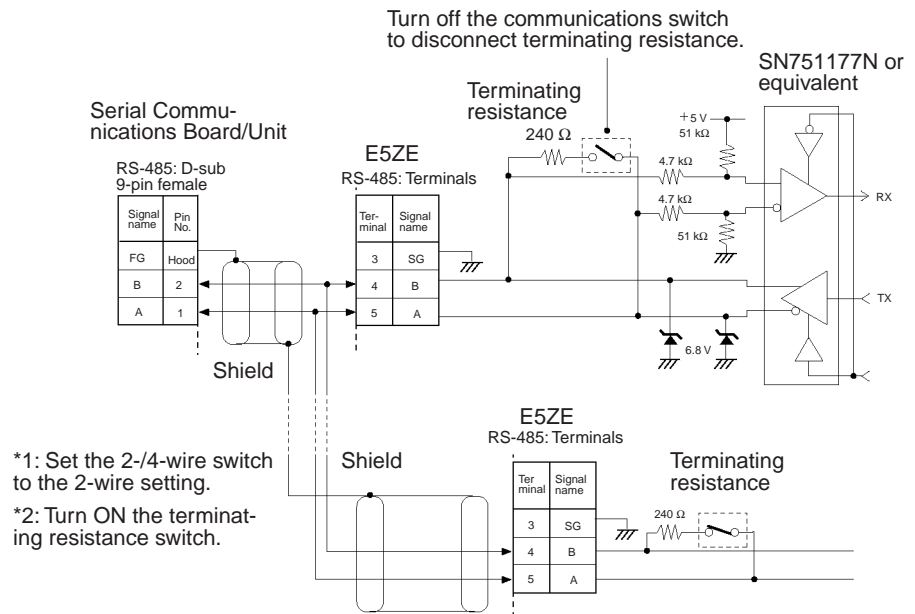 Turn off the communications switch
to disconnect terminating resistance.
SN751177N or
equivalent
Terminating
resistance
240 Ω
+5 V
51 kΩ
4.7 kΩ
4.7 kΩ
51 kΩ
RX
TX
6.8 V
Serial Commu-
nications Board/Unit
RS-485: D-sub
9-pin female
Signal name Pin No.
FG Hood
B 2
A 1
Shield
E5ZE
RS-485: Terminals
Ter-minal Signal name
3 SG
4 B
5 A
*1: Set the 2-/4-wire switch
to the 2-wire setting.
*2: Turn ON the terminat-
ing resistance switch.
Shield
E5ZE
RS-485: Terminals
Ter minal Signal name
3 SG
4 B
5 A
Terminating
resistance
240 Ω